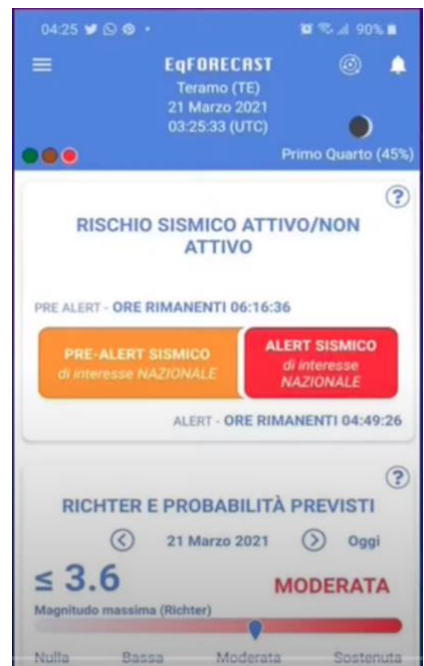 04:25
90%
EqFORECAST
Teramo (TE)
21 Marzo 2021
03:25:33 (UTC)
Primo Quarto (45%)
?
RISCHIO SISMICO ATTIVO/NON
ATTIVO
PRE ALERT - ORE RIMANENTI 06:16:36
PRE-ALERT SISMICO
di interesse NAZIONALE
ALERT SISMICO
di interesse
NAZIONALE
ALERT - ORE RIMANENTI 04:49:26
?
RICHTER E PROBABILITÀ PREVISTI
21 Marzo 2021
Oggi
≤ 3.6
MODERATA
Magnitudo massima (Richter)
Nulla Bassa Moderata Sostenuta